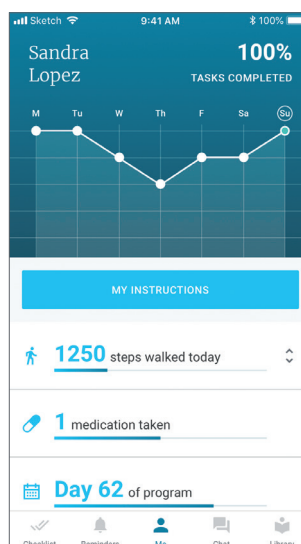 Sketch 9:41 AM 100%
Sandra 100%
Lopez TASKS COMPLETED
M Tu W Th F Sa Su
MY INSTRUCTIONS
1250 steps walked today
1 medication taken
Day 62 of program
Checklist Reminders Me Chat Library